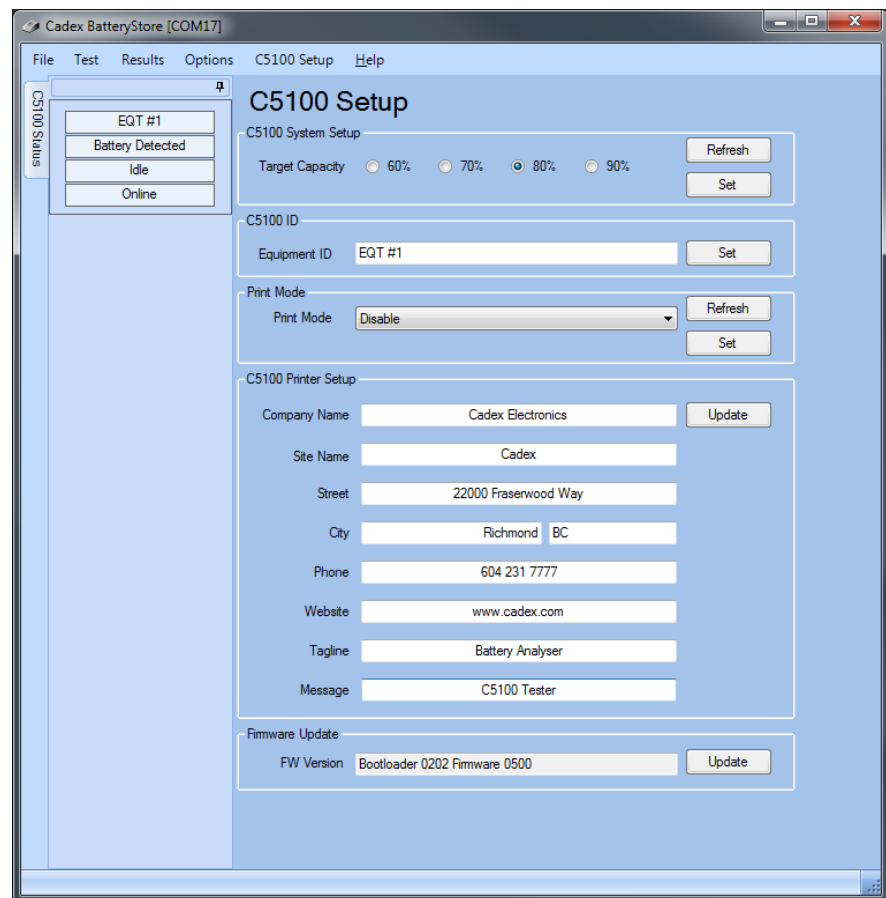 Cadex BatteryStore [COM17]
File Test Results Options C5100 Setup Help
C5100 Status
EQT #1
Battery Detected
Idle
Online
C5100 Setup
C5100 System Setup
Target Capacity 60% 70% 80% 90%
Refresh
Set
C5100 ID
Equipment ID EQT #1 Set
Print Mode
Print Mode Disable
Refresh
Set
C5100 Printer Setup
Company Name Cadex Electronics Update
Site Name Cadex
Street 22000 Fraserwood Way
City Richmond BC
Phone 604 231 7777
Website www.cadex.com
Tagline Battery Analyser
Message C5100 Tester
Firmware Update
FW Version Bootloader 0202 Firmware 0500 Update